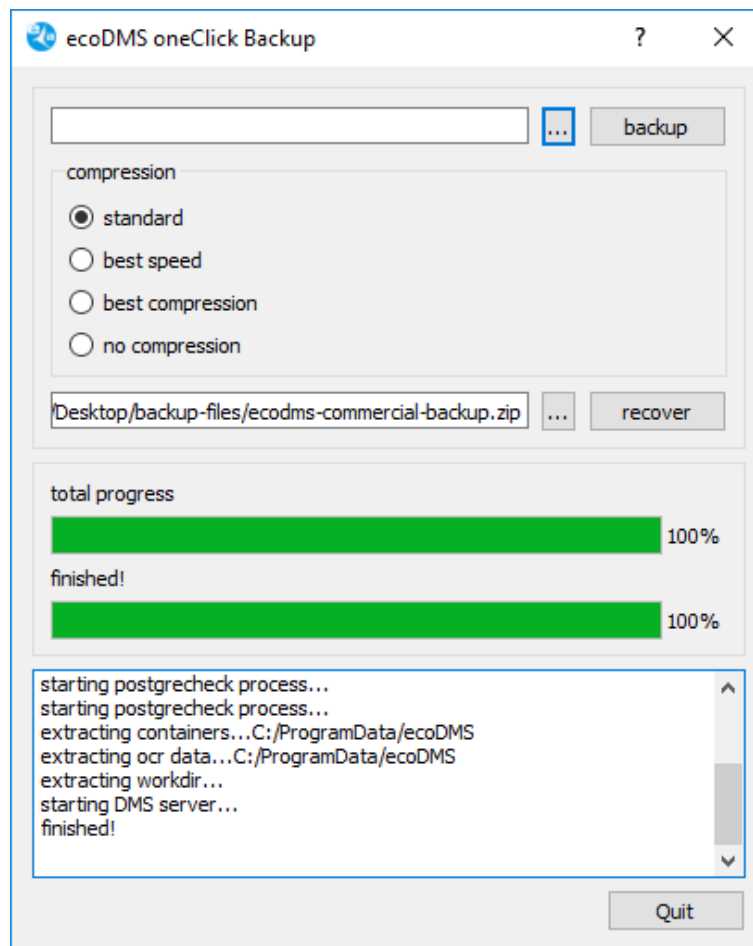 ecoDMS oneClick Backup ? 
... backup
compression
standard
best speed
best compression
no compression
/Desktop/backup-files/ecodms-commercial-backup.zip ... recover
total progress
100%
finished!
100%
starting postgrecheck process...
starting postgrecheck process...
extracting containers...C:/ProgramData/ecoDMS
extracting ocr data...C:/ProgramData/ecoDMS
extracting workdir...
starting DMS server...
finished!
Quit